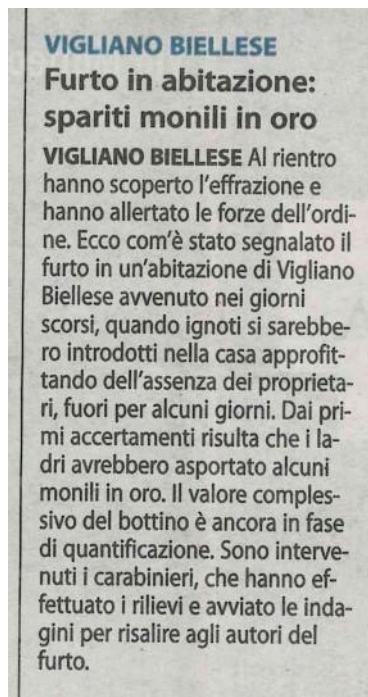 VIGLIANO BIELLESE
Furto in abitazione:
spariti monili in oro
VIGLIANO BIELLESE Al rientro
hanno scoperto l'effrazione e
hanno allertato le forze dell'ordi-
ne. Ecco com'è stato segnalato il
furto in un'abitazione di Vigliano
Biellese avvenuto nei giorni
scorsi, quando ignoti si sarebbe-
ro introdotti nella casa approfit-
tando dell'assenza dei proprieta-
ri, fuori per alcuni giorni. Dai pri-
mi accertamenti risulta che i la-
dri avrebbero asportato alcuni
monili in oro. Il valore comples-
sivo del bottino è ancora in fase
di quantificazione. Sono interve-
nuti i carabinieri, che hanno ef-
fettuato i rilievi e avviato le inda-
gini per risalire agli autori del
furto.